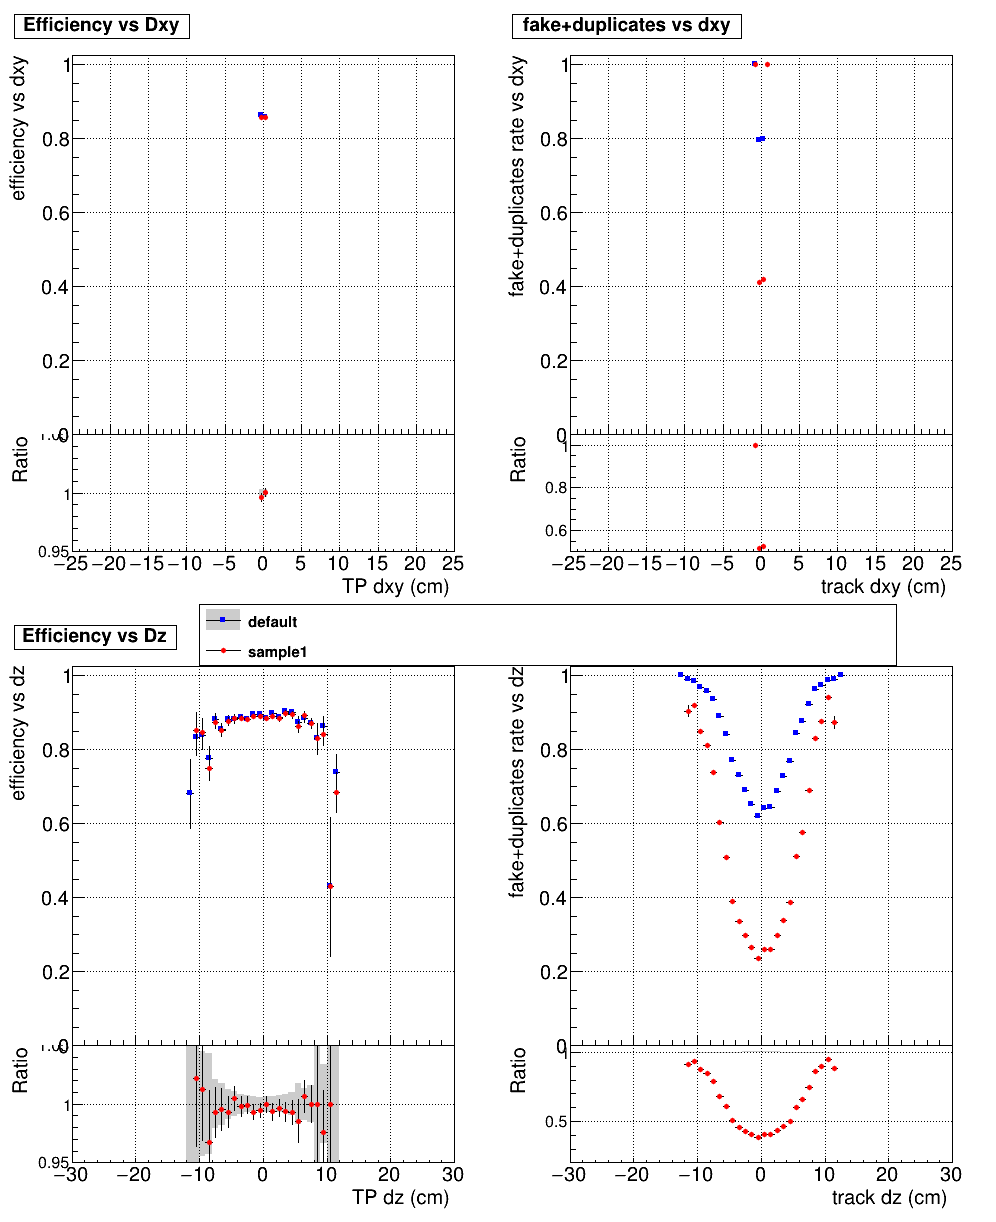 Efficiency vs Dxy
fake+duplicates vs dxy
efficiency vs dxy
1
0.8
0.6
0.4
0.2
0
Ratio
1
0.95
−25 −20 −15 −10 −5 0 5 10 15 20 25
TP dxy (cm)
fake+duplicates rate vs dxy
1
0.8
0.6
0.4
0.2
0
Ratio
1
0.8
0.6
−25 −20 −15 −10 −5 0 5 10 15 20 25
track dxy (cm)
default
sample1
Efficiency vs Dz
efficiency vs dz
1
0.8
0.6
0.4
0.2
0
Ratio
1
0.95
−30 −20 −10 0 10 20 30
TP dz (cm)
fake+duplicates rate vs dz
1
0.8
0.6
0.4
0.2
0
Ratio
1
0.5
−30 −20 −10 0 10 20 30
track dz (cm)